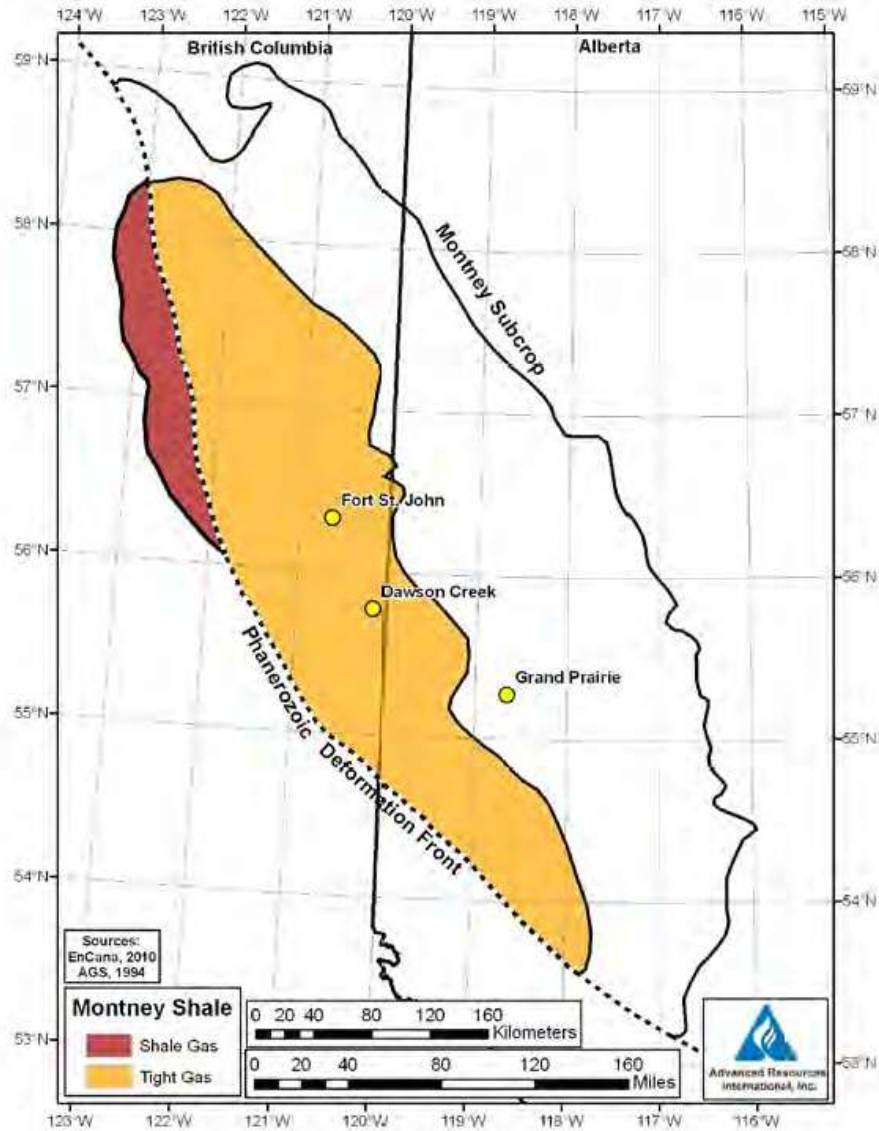 124°W 123°W 122°W 121°W 120°W 119°W 118°W 117°W 116°W 115°W
British Columbia Alberta
59°N 59°N
58°N 58°N
Montney Subcrop
57°N 57°N
Fort St. John
56°N 56°N
Dawson Creek
Grand Prairie
55°N 55°N
Phanerozoic Deformation Front
54°N 54°N
Sources:
EnCana, 2010
AGS, 1994
Montney Shale
Shale Gas
Tight Gas
0 20 40 80 120 160
Kilometers
0 20 40 80 120 160
Miles
Advanced Resources
International, Inc.
53°N 53°N
123°W 122°W 121°W 120°W 119°W 118°W 117°W 116°W